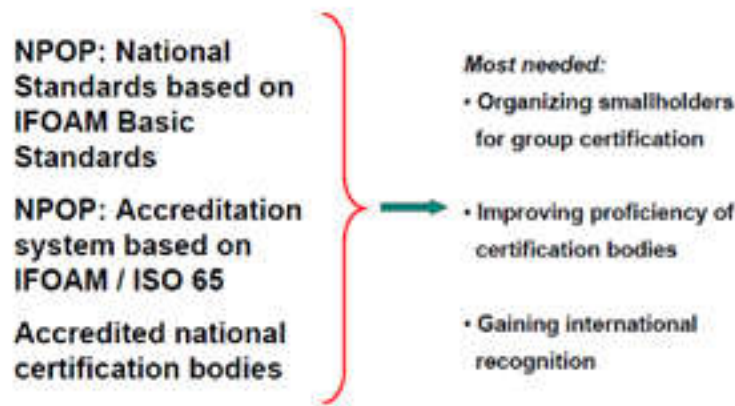 NPOP: National
Standards based on
IFOAM Basic
Standards
NPOP: Accreditation
system based on
IFOAM / ISO 65
Accredited national
certification bodies
Most needed:
• Organizing smallholders
for group certification
• Improving proficiency of
certification bodies
• Gaining international
recognition